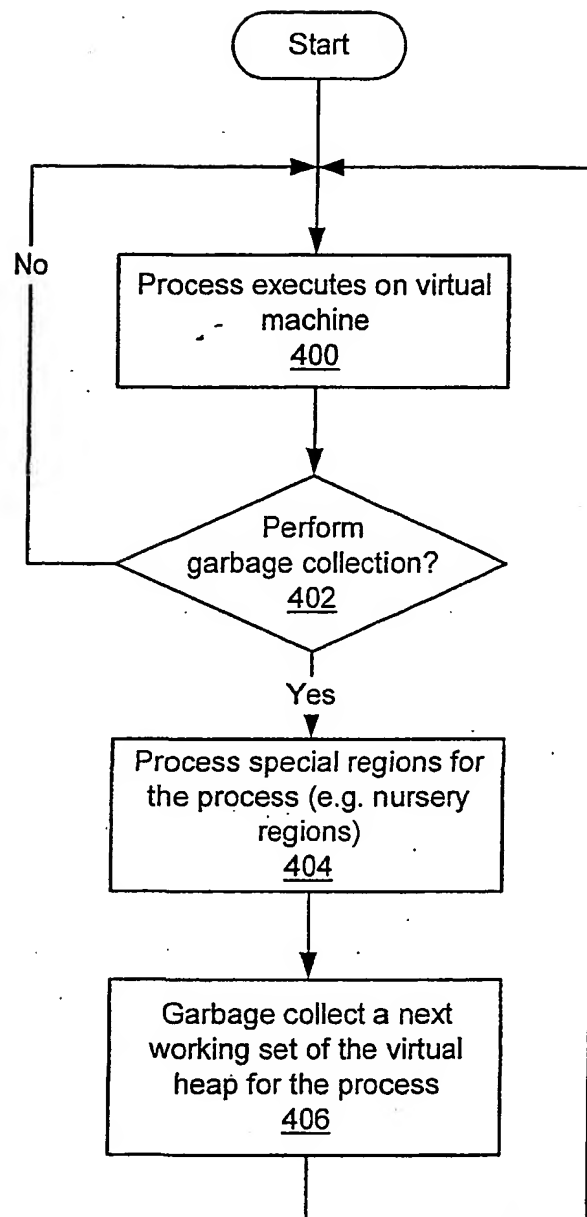 Start
No
Process executes on virtual
machine
400
Perform
garbage collection?
402
Yes
Process special regions for
the process (e.g. nursery
regions)
404
Garbage collect a next
working set of the virtual
heap for the process
406